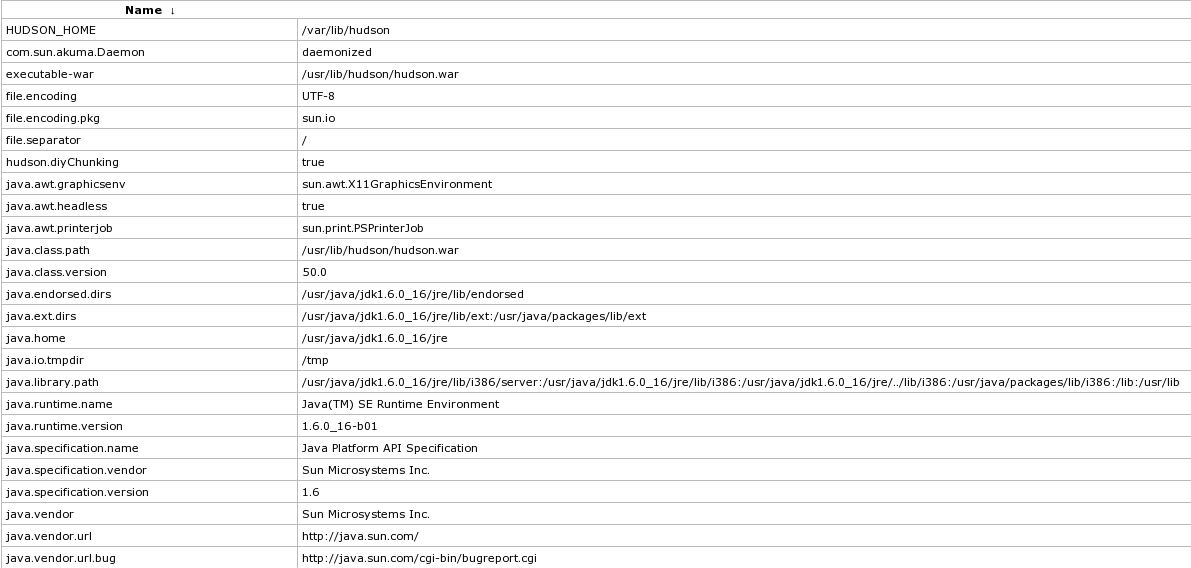 Name ↓
HUDSON_HOME /var/lib/hudson
com.sun.akuma.Daemon daemonized
executable-war /usr/lib/hudson/hudson.war
file.encoding UTF-8
file.encoding.pkg sun.io
file.separator /
hudson.diyChunking true
java.awt.graphicsenv sun.awt.X11GraphicsEnvironment
java.awt.headless true
java.awt.printerjob sun.print.PSPrinterJob
java.class.path /usr/lib/hudson/hudson.war
java.class.version 50.0
java.endorsed.dirs /usr/java/jdk1.6.0_16/jre/lib/endorsed
java.ext.dirs /usr/java/jdk1.6.0_16/jre/lib/ext:/usr/java/packages/lib/ext
java.home /usr/java/jdk1.6.0_16/jre
java.io.tmpdir /tmp
java.library.path /usr/java/jdk1.6.0_16/jre/lib/i386/server:/usr/java/jdk1.6.0_16/jre/lib/i386:/usr/java/jdk1.6.0_16/jre/../lib/i386:/usr/java/packages/lib/i386:/lib:/usr/lib
java.runtime.name Java(TM) SE Runtime Environment
java.runtime.version 1.6.0_16-b01
java.specification.name Java Platform API Specification
java.specification.vendor Sun Microsystems Inc.
java.specification.version 1.6
java.vendor Sun Microsystems Inc.
java.vendor.url http://java.sun.com/
java.vendor.url.bug http://java.sun.com/cgi-bin/bugreport.cgi